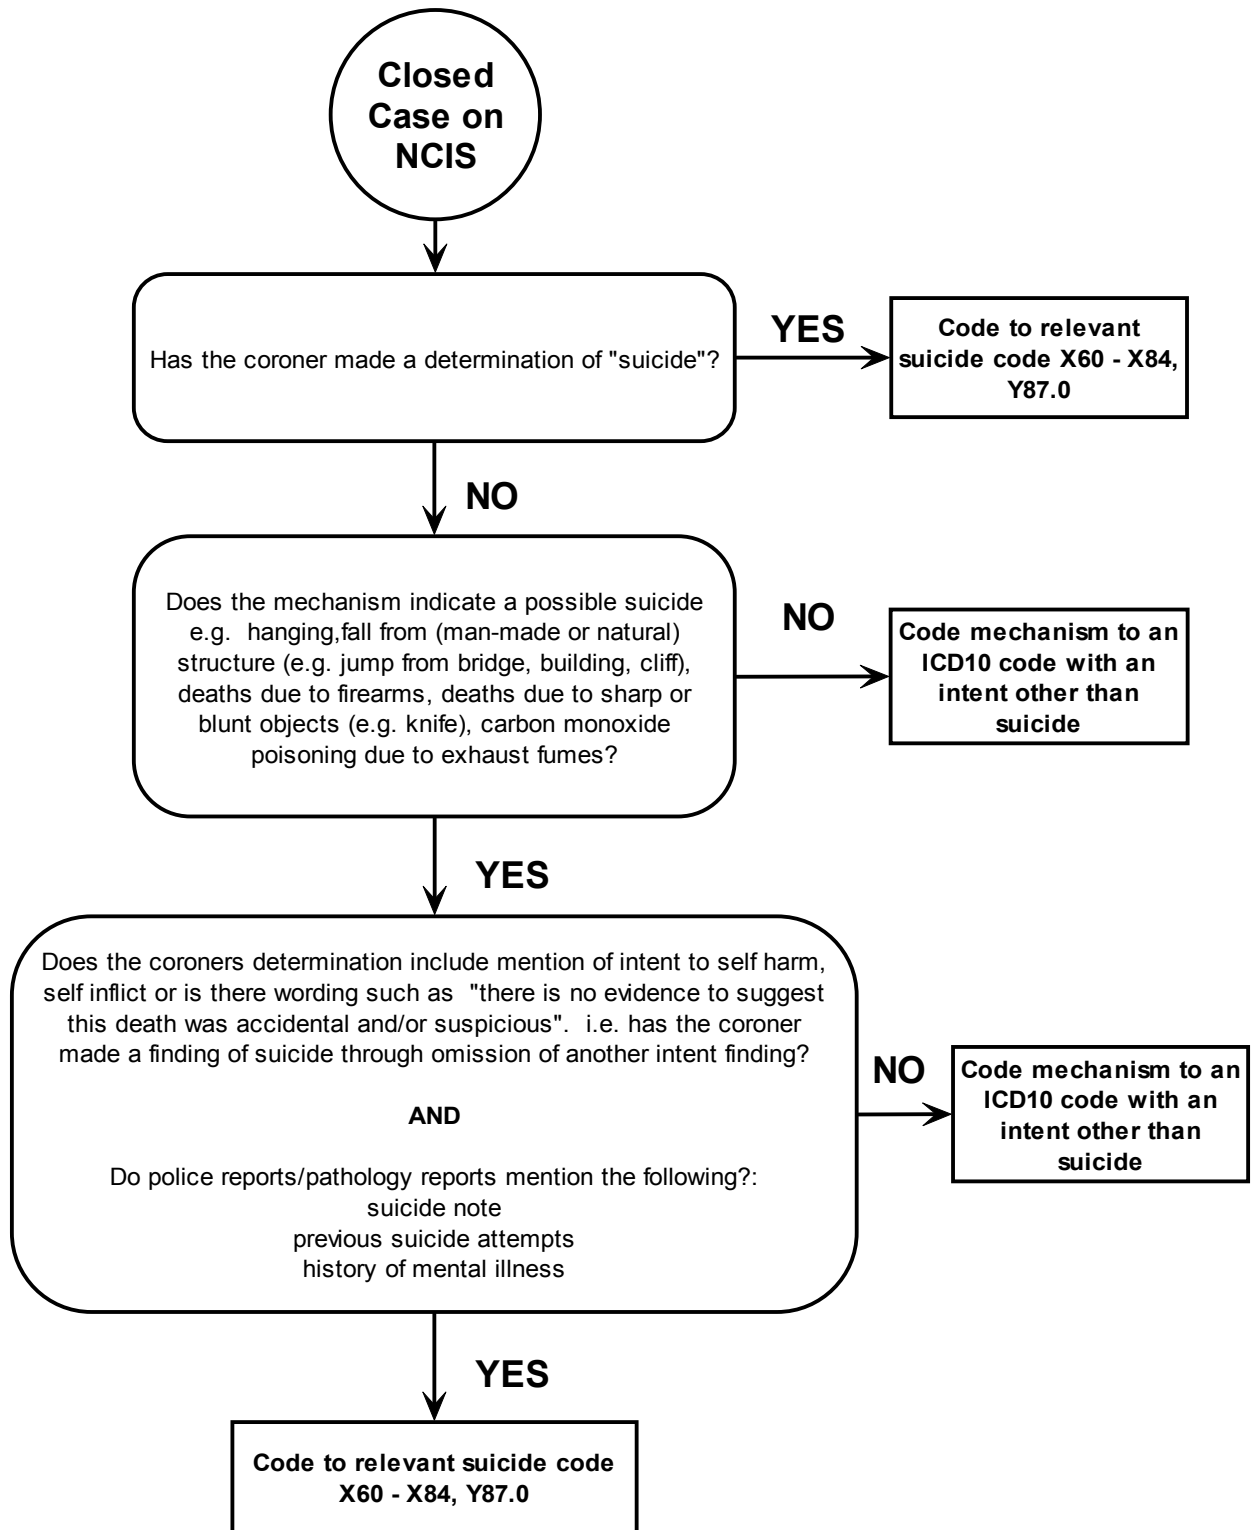 Closed
Case on
NCIS
Has the coroner made a determination of "suicide"?
YES
Code to relevant
suicide code X60 - X84,
Y87.0
NO
Does the mechanism indicate a possible suicide
e.g.  hanging,fall from (man-made or natural)
structure (e.g. jump from bridge, building, cliff),
deaths due to firearms, deaths due to sharp or
blunt objects (e.g. knife), carbon monoxide
poisoning due to exhaust fumes?
NO
Code mechanism to an
ICD10 code with an
intent other than
suicide
YES
Does the coroners determination include mention of intent to self harm,
self inflict or is there wording such as  "there is no evidence to suggest
this death was accidental and/or suspicious".  i.e. has the coroner
made a finding of suicide through omission of another intent finding?
AND
Do police reports/pathology reports mention the following?:
suicide note
previous suicide attempts
history of mental illness
NO
Code mechanism to an
ICD10 code with an
intent other than
suicide
YES
Code to relevant suicide code
X60 - X84, Y87.0